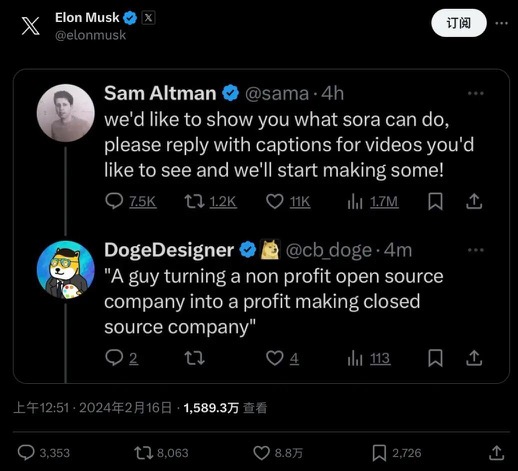 Elon Musk
@elonmusk
订阅
Sam Altman @sama · 4h
we'd like to show you what sora can do,
please reply with captions for videos you'd
like to see and we'll start making some!
7.5K 1.2K 11K 1.7M
DogeDesigner @cb_doge · 4m
"A guy turning a non profit open source
company into a profit making closed
source company"
2 4 113
上午12:51 · 2024年2月16日 · 1,589.3万 查看
3,353 8,063 8.8万 2,726